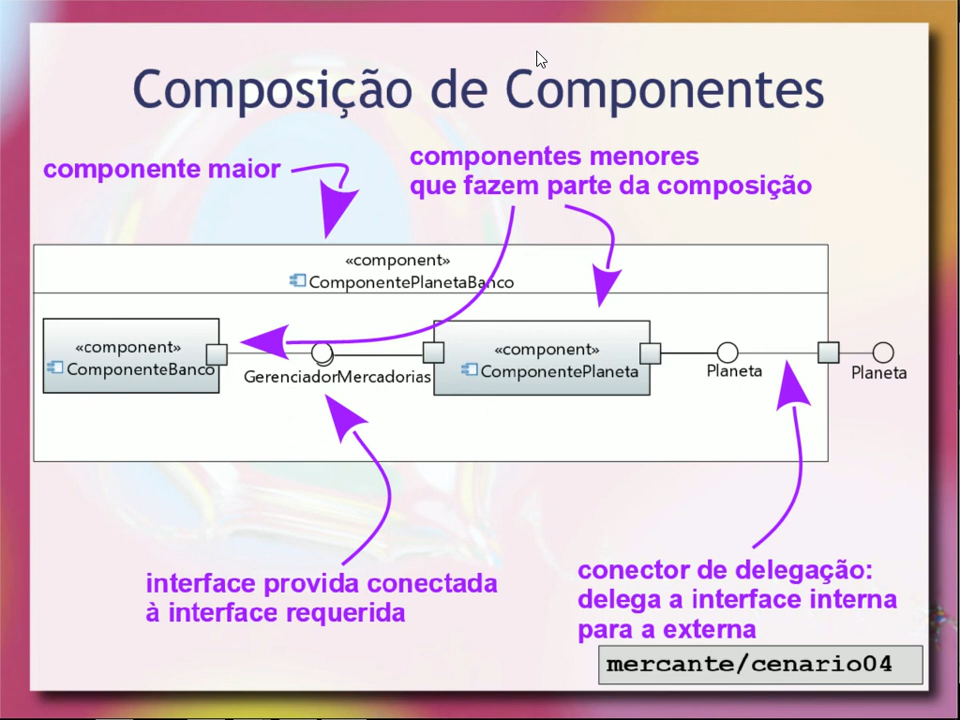 Composição de Componentes
componente maior
componentes menores
que fazem parte da composição
«component»
ComponentePlanetaBanco
«component»
ComponenteBanco
GerenciadorMercadorias
«component»
ComponentePlaneta
Planeta
Planeta
interface provida conectada
à interface requerida
conector de delegação:
delega a interface interna
para a externa
mercante/cenario04